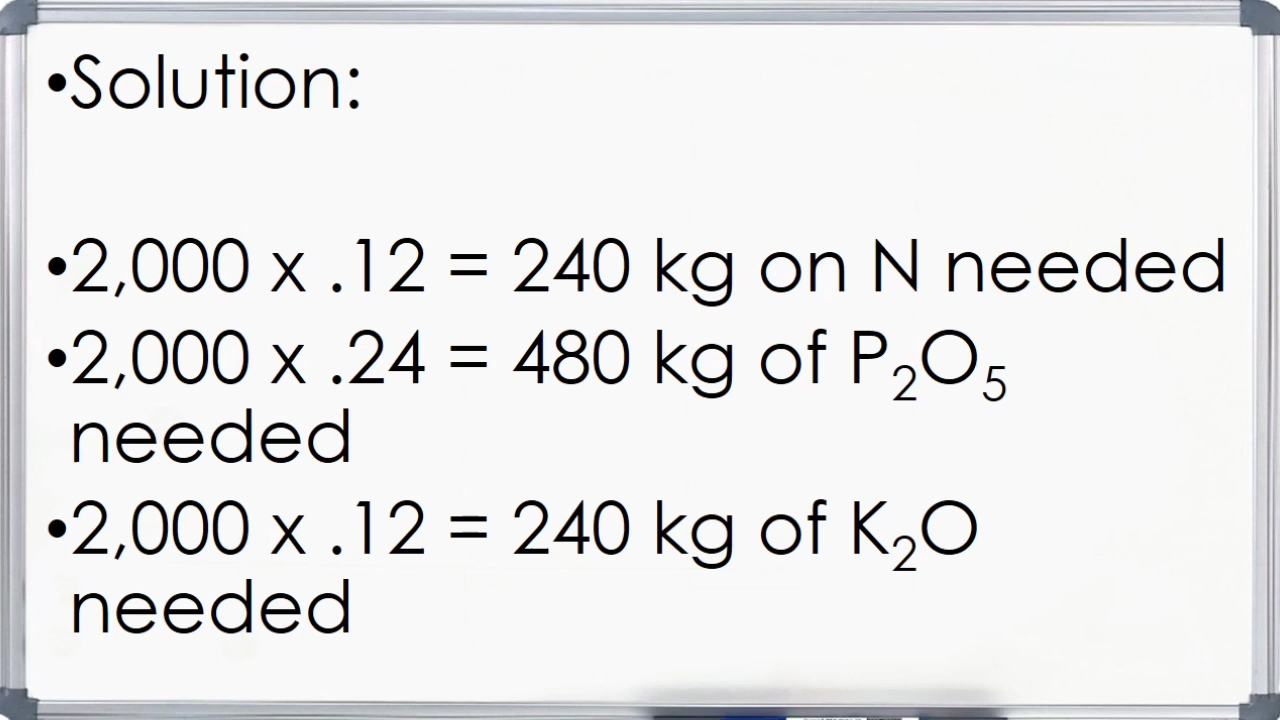 •Solution:
•2,000 x .12 = 240 kg on N needed
•2,000 x .24 = 480 kg of P₂O₅
needed
•2,000 x .12 = 240 kg of K₂O
needed